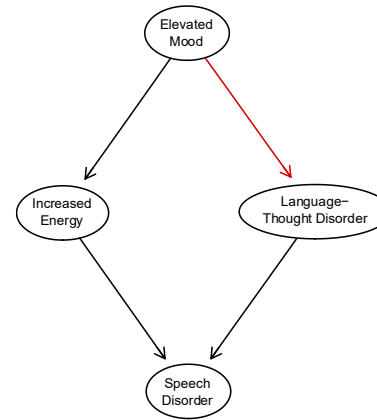 Elevated
Mood
Increased
Energy
Language−
Thought Disorder
Speech
Disorder